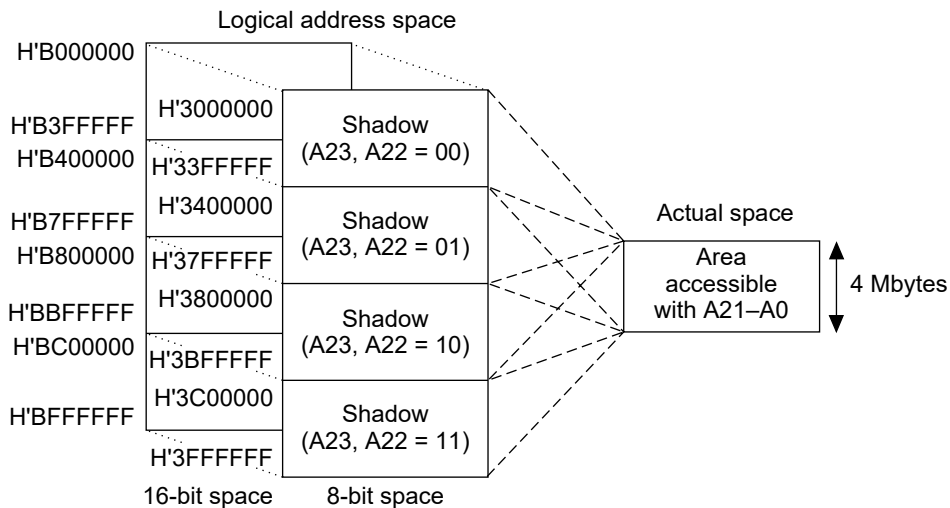 Logical address space
H'B000000
H'B3FFFFF
H'B400000
H'B7FFFFF
H'B800000
H'BBFFFFF
H'BC00000
H'BFFFFFF
H'3000000
H'33FFFFF
H'3400000
H'37FFFFF
H'3800000
H'3BFFFFF
H'3C00000
H'3FFFFFF
Shadow
(A23, A22 = 00)
Shadow
(A23, A22 = 01)
Shadow
(A23, A22 = 10)
Shadow
(A23, A22 = 11)
16-bit space
8-bit space
Actual space
Area
accessible
with A21–A0
4 Mbytes